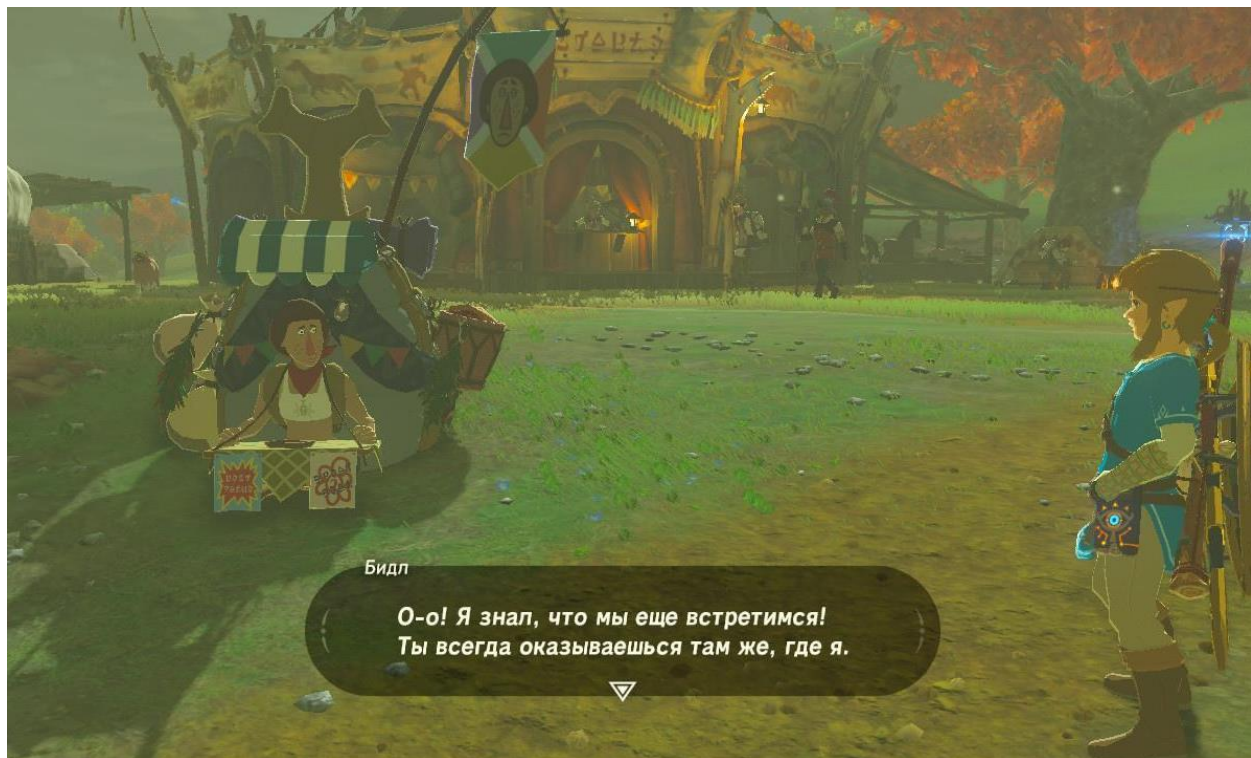 Бидл
О-о! Я знал, что мы еще встретимся!
Ты всегда оказываешься там же, где я.